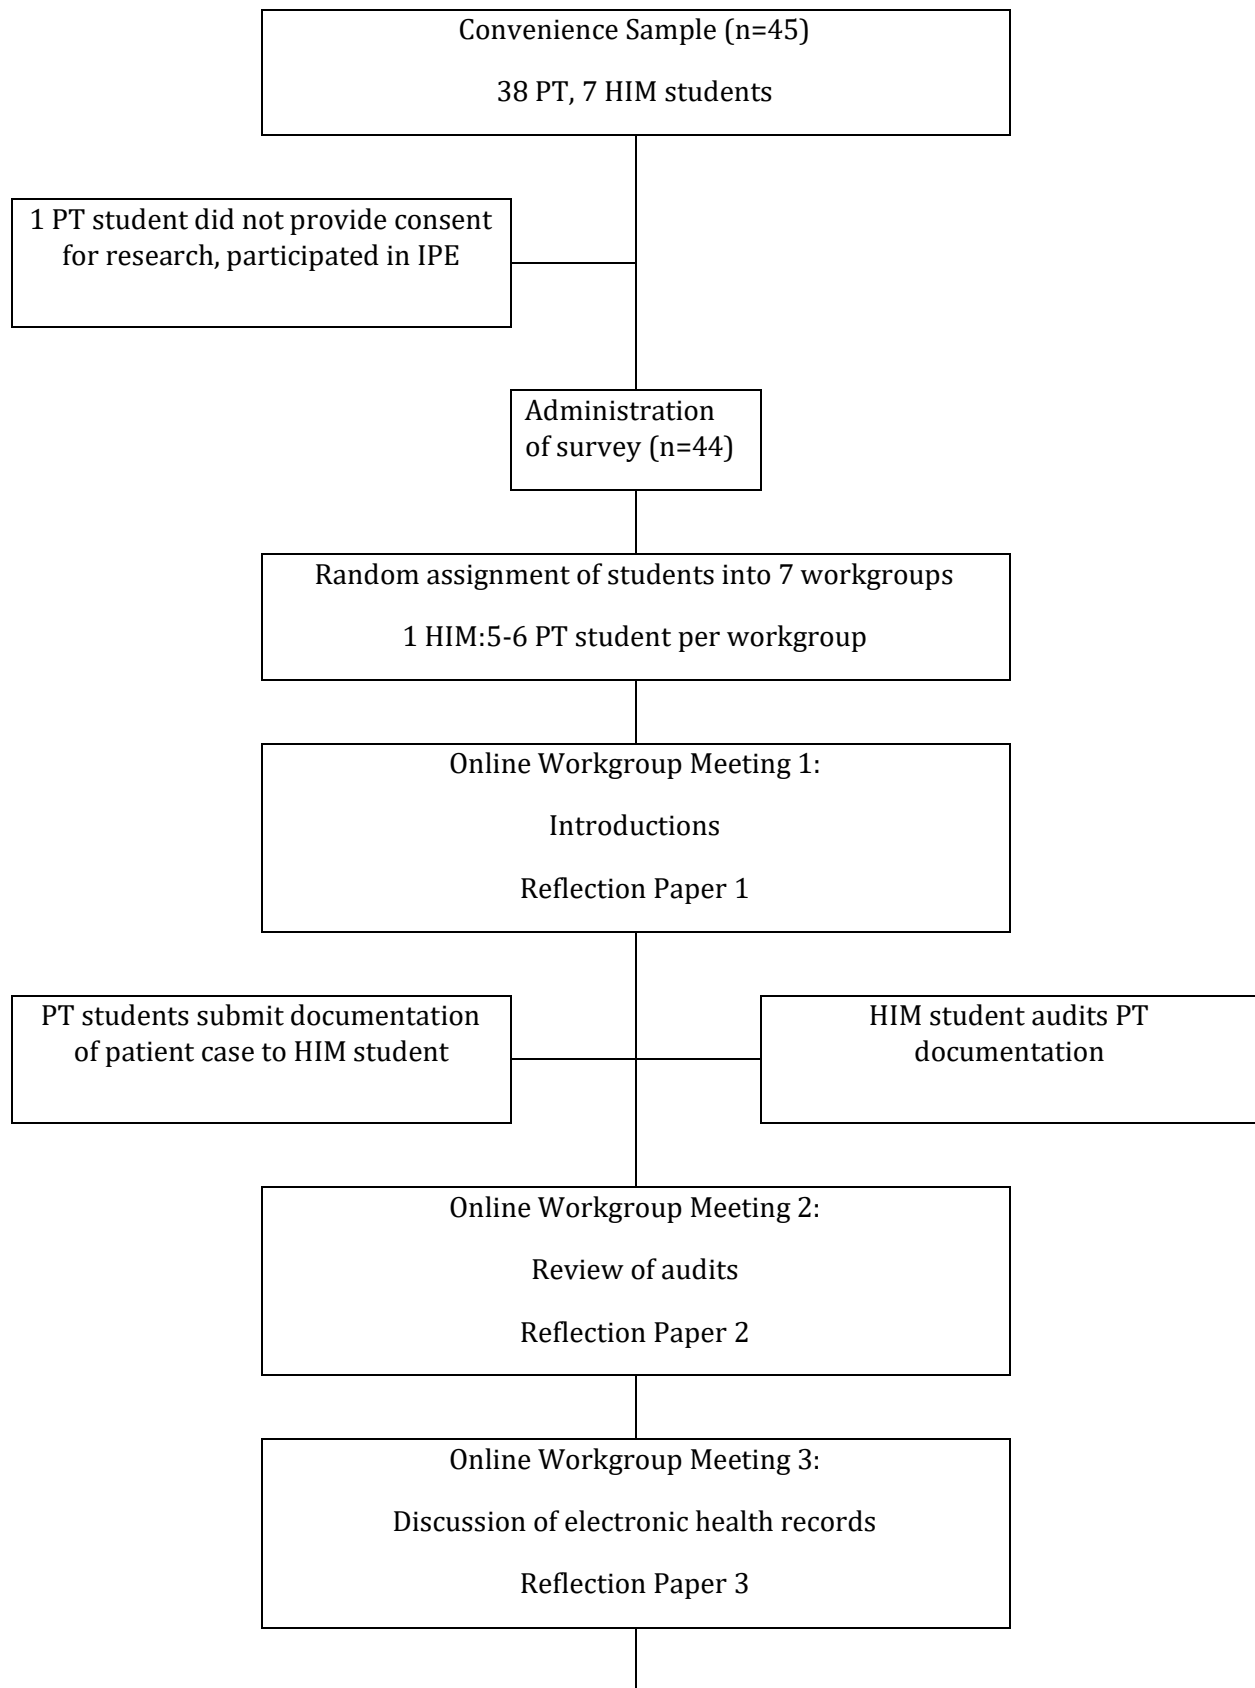 Convenience Sample (n=45)
38 PT, 7 HIM students
1 PT student did not provide consent
for research, participated in IPE
Administration
of survey (n=44)
Random assignment of students into 7 workgroups
1 HIM:5-6 PT student per workgroup
Online Workgroup Meeting 1:
Introductions
Reflection Paper 1
PT students submit documentation
of patient case to HIM student
HIM student audits PT
documentation
Online Workgroup Meeting 2:
Review of audits
Reflection Paper 2
Online Workgroup Meeting 3:
Discussion of electronic health records
Reflection Paper 3